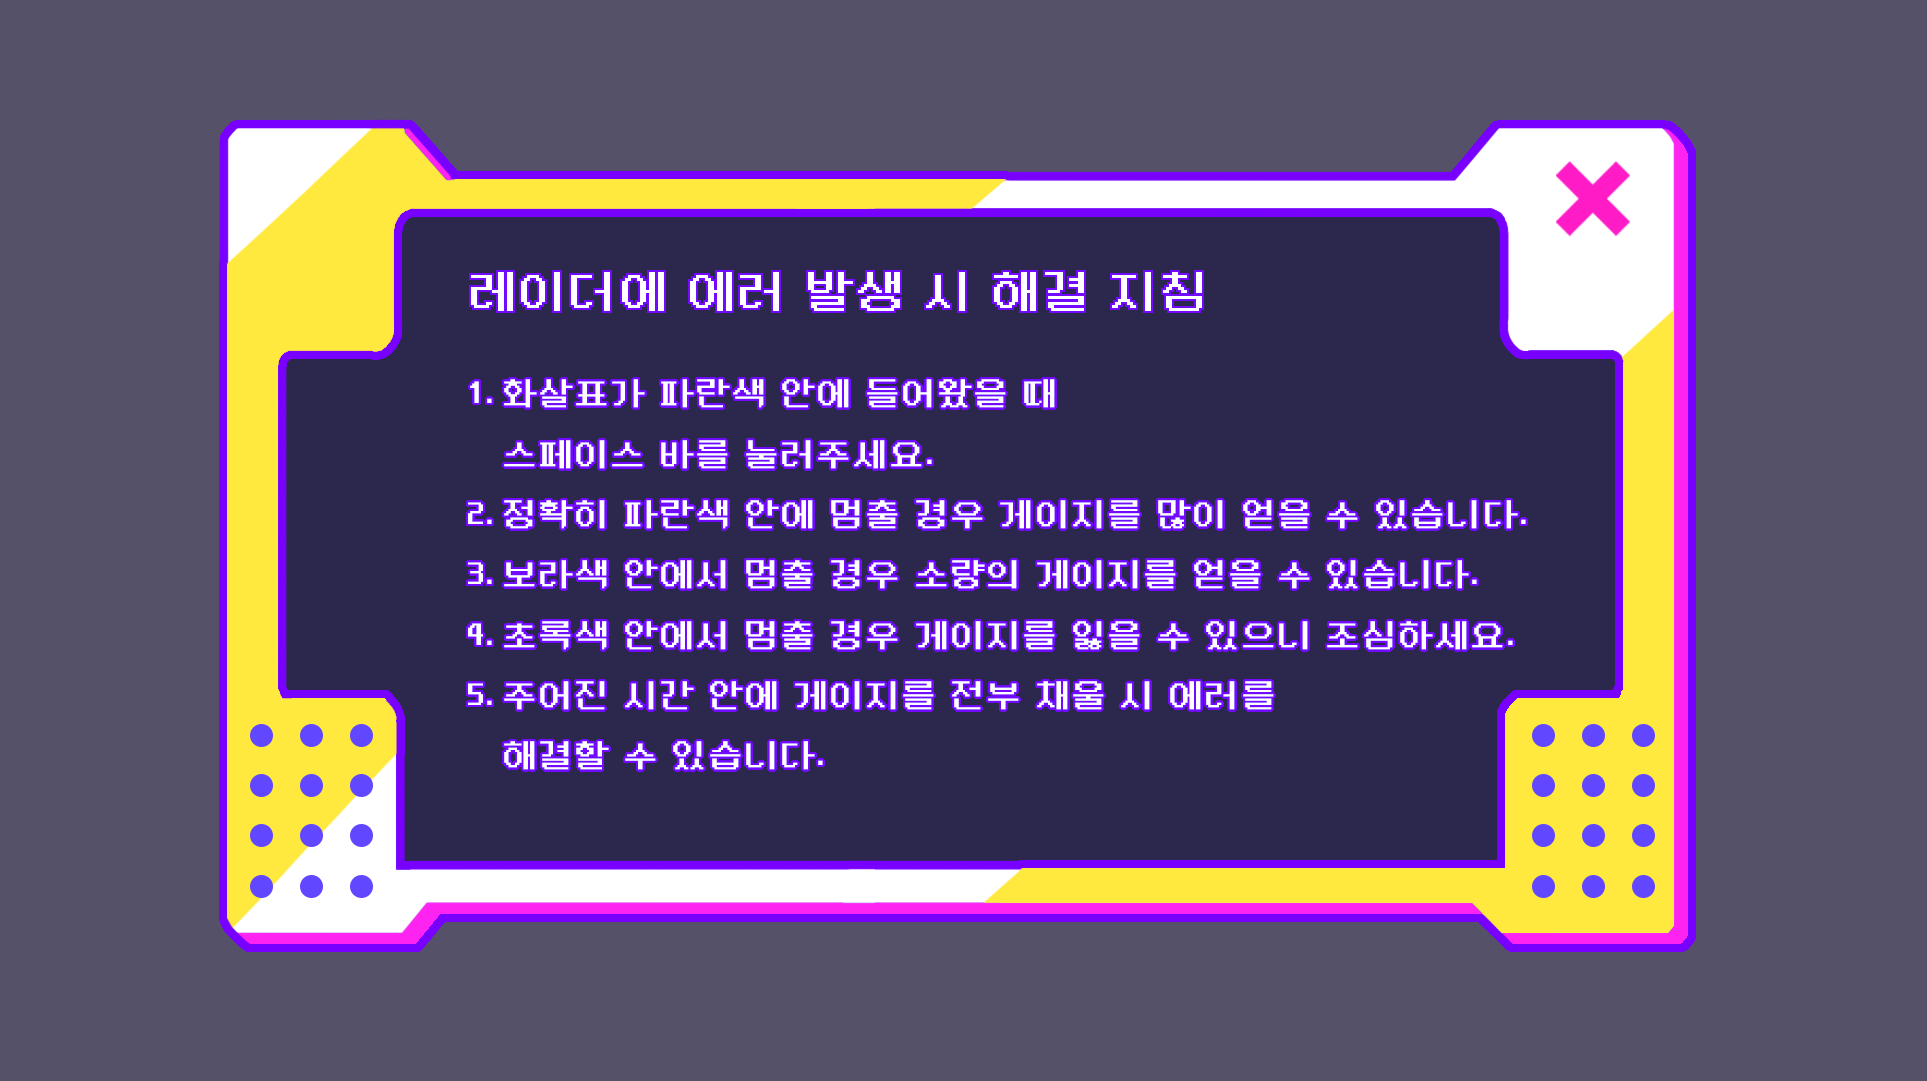 레이더에 에러 발생 시 해결 지침
1. 화살표가 파란색 안에 들어왔을 때
스페이스 바를 눌러주세요.
2. 정확히 파란색 안에 멈출 경우 게이지를 많이 얻을 수 있습니다.
3. 보라색 안에서 멈출 경우 소량의 게이지를 얻을 수 있습니다.
4. 초록색 안에서 멈출 경우 게이지를 잃을 수 있으니 조심하세요.
5. 주어진 시간 안에 게이지를 전부 채울 시 에러를
해결할 수 있습니다.